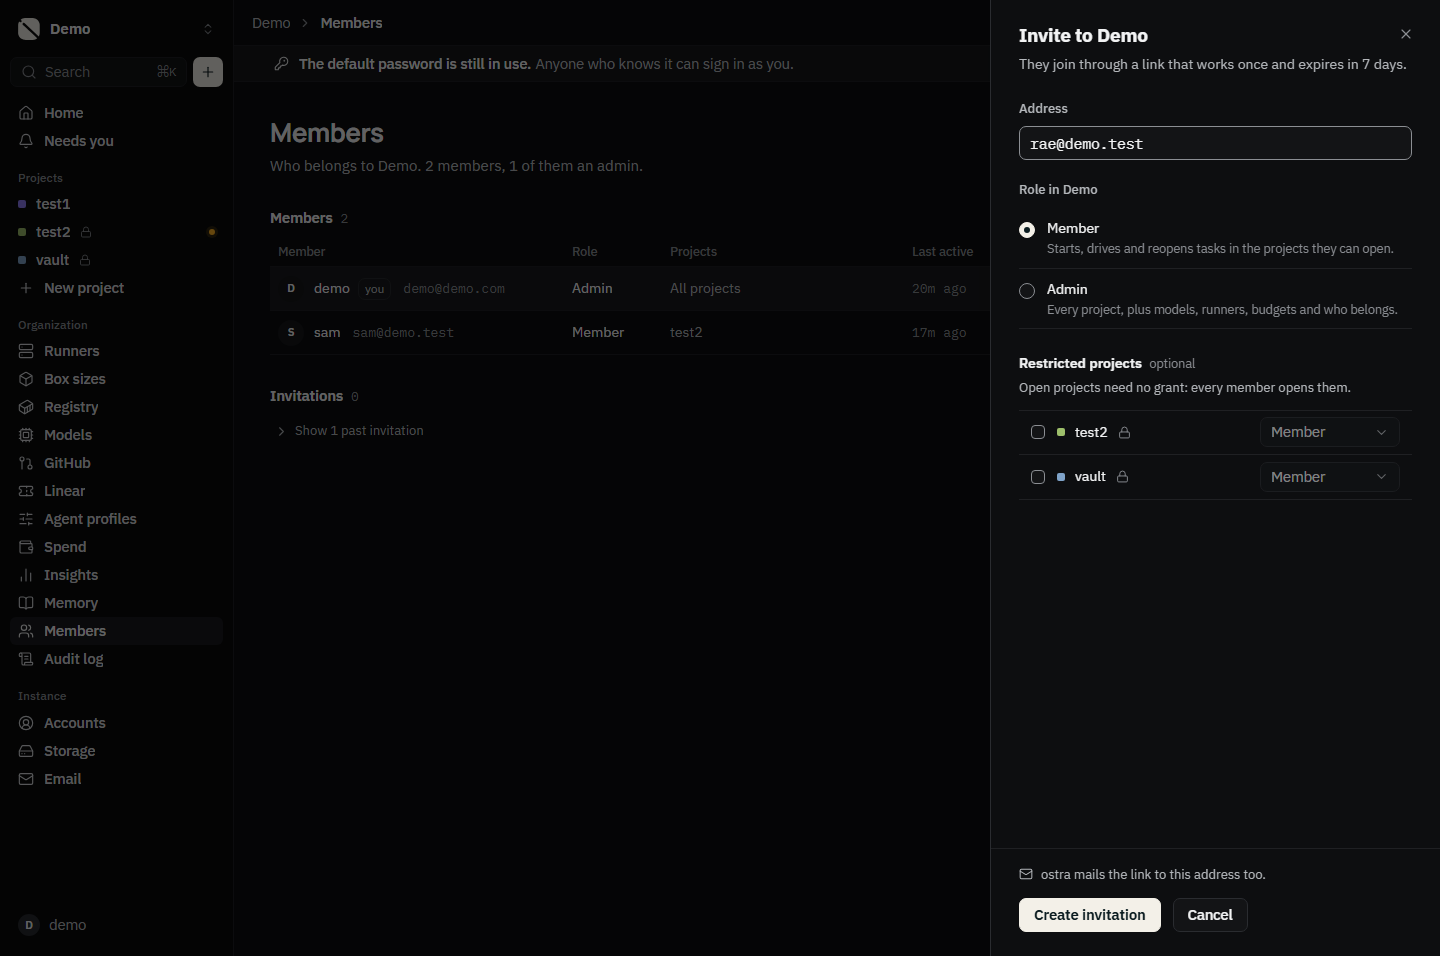 Demo
Search ⌘K
Home
Needs you
Projects
test1
test2
vault
New project
Organization
Runners
Box sizes
Registry
Models
GitHub
Linear
Agent profiles
Spend
Insights
Memory
Members
Audit log
Instance
Accounts
Storage
Email
D demo
Demo > Members
The default password is still in use. Anyone who knows it can sign in as you.
Members
Who belongs to Demo. 2 members, 1 of them an admin.
Members 2
Member Role Projects Last active
D demo you demo@demo.com Admin All projects 20m ago
S sam sam@demo.test Member test2 17m ago
Invitations 0
Show 1 past invitation
Invite to Demo
They join through a link that works once and expires in 7 days.
Address
rae@demo.test
Role in Demo
Member
Starts, drives and reopens tasks in the projects they can open.
Admin
Every project, plus models, runners, budgets and who belongs.
Restricted projects optional
Open projects need no grant: every member opens them.
test2 Member
vault Member
ostra mails the link to this address too.
Create invitation Cancel